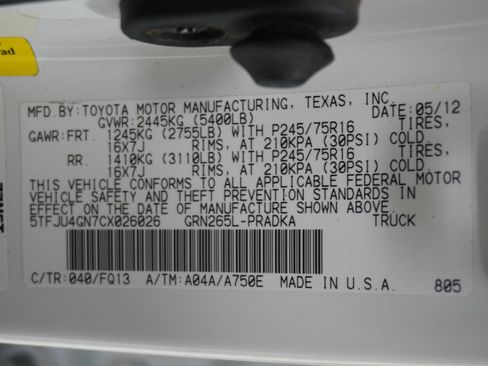 ad
MFD.BY:TOYOTA MOTOR MANUFACTURING, TEXAS, INC.
GVWR:2445KG (5400LB) DATE:05/12
GAWR:FRT. 1245KG (2755LB) WITH P245/75R16 TIRES,
16X7J RIMS, AT 210KPA (30PSI) COLD
RR. 1410KG (3110LB) WITH P245/75R16 TIRES,
16X7J RIMS, AT 210KPA (30PSI) COLD
THIS VEHICLE CONFORMS TO ALL APPLICABLE FEDERAL MOTOR
VEHICLE SAFETY AND THEFT PREVENTION STANDARDS IN
EFFECT ON THE DATE OF MANUFACTURE SHOWN ABOVE.
5TFJU4GN7CX026026 GRN265L-PRADKA TRUCK
C/TR:040/FQ13 A/TM:A04A/A750E MADE IN U.S.A. 805